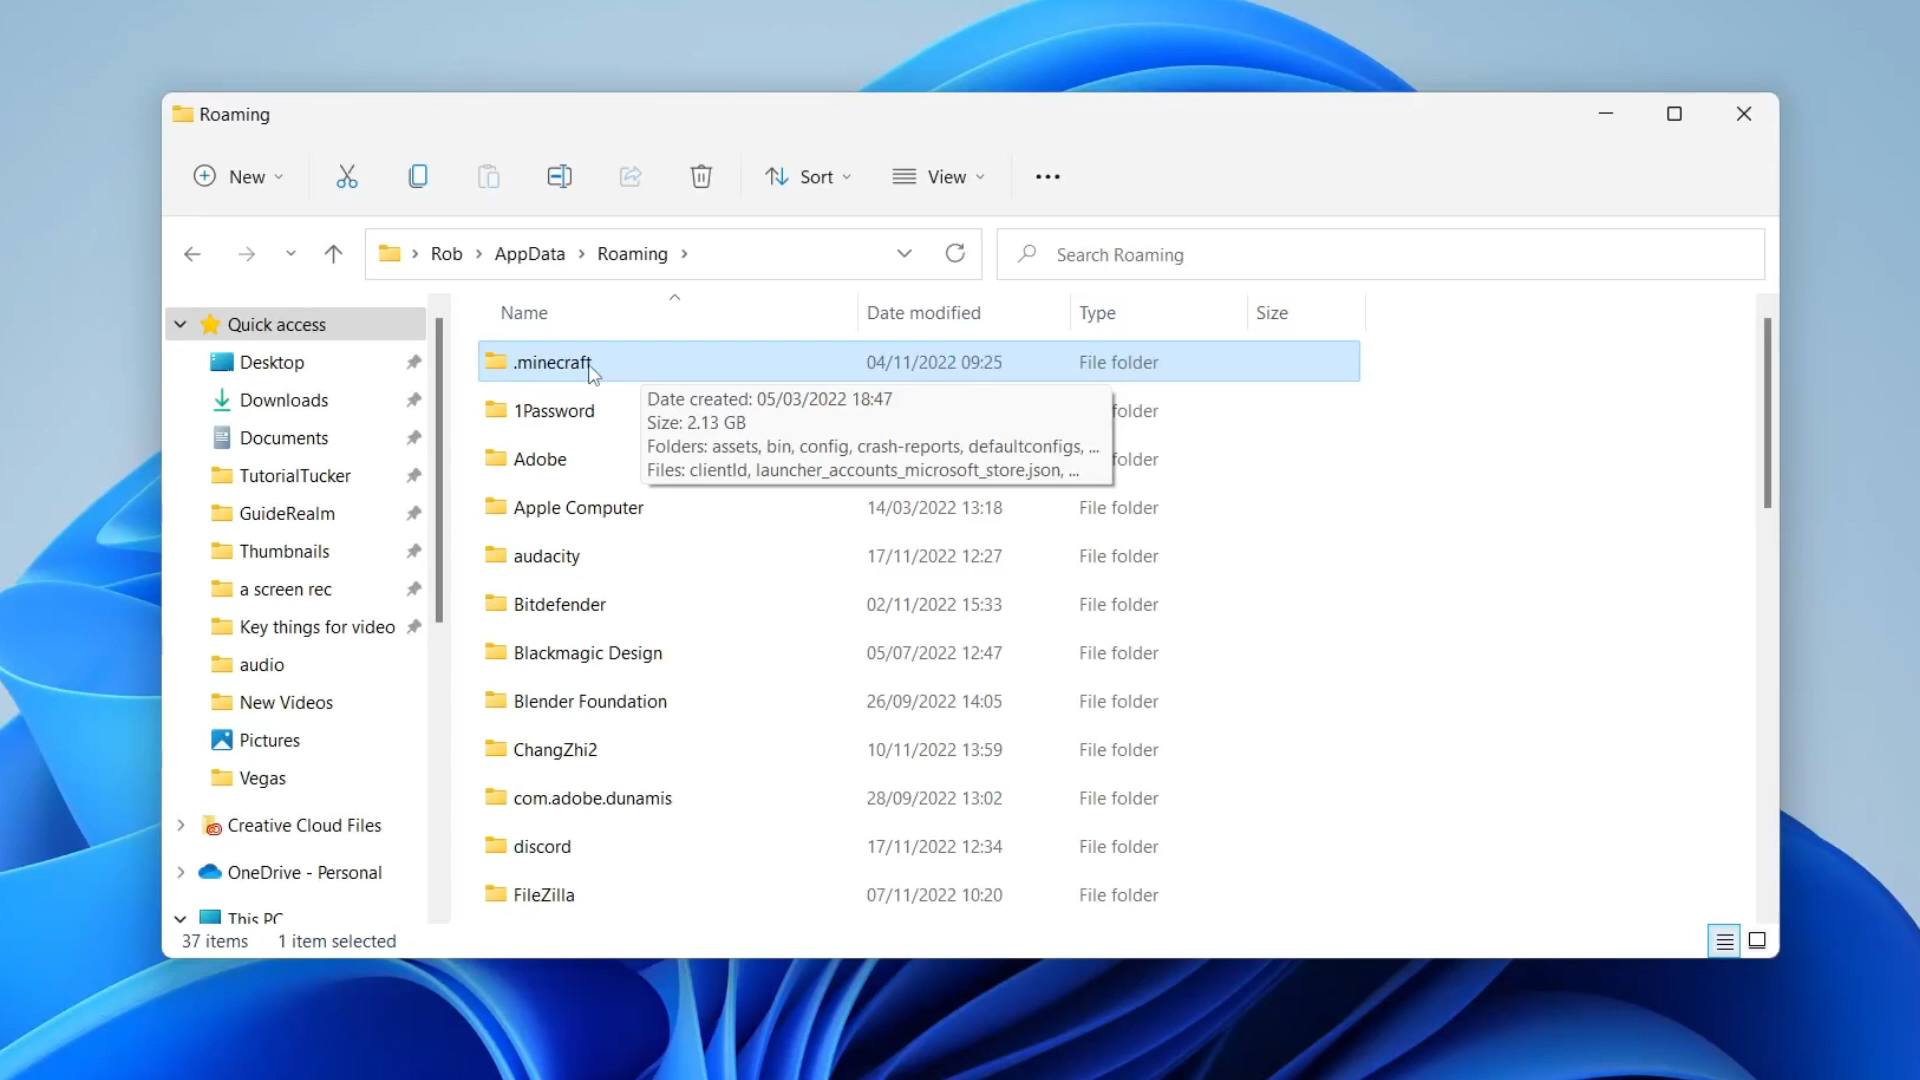 Roaming
New
Sort
View
Rob > AppData > Roaming >
Search Roaming
Quick access
Desktop
Downloads
Documents
TutorialTucker
GuideRealm
Thumbnails
a screen rec
Key things for video
audio
New Videos
Pictures
Vegas
Creative Cloud Files
OneDrive - Personal
This PC
Name Date modified Type Size
.minecraft 04/11/2022 09:25 File folder
Date created: 05/03/2022 18:47
Size: 2.13 GB
Folders: assets, bin, config, crash-reports, defaultconfigs, ...
Files: clientId, launcher_accounts_microsoft_store.json, ...
1Password folder
Adobe folder
Apple Computer 14/03/2022 13:18 File folder
audacity 17/11/2022 12:27 File folder
Bitdefender 02/11/2022 15:33 File folder
Blackmagic Design 05/07/2022 12:47 File folder
Blender Foundation 26/09/2022 14:05 File folder
ChangZhi2 10/11/2022 13:59 File folder
com.adobe.dunamis 28/09/2022 13:02 File folder
discord 17/11/2022 12:34 File folder
FileZilla 07/11/2022 10:20 File folder
37 items 1 item selected